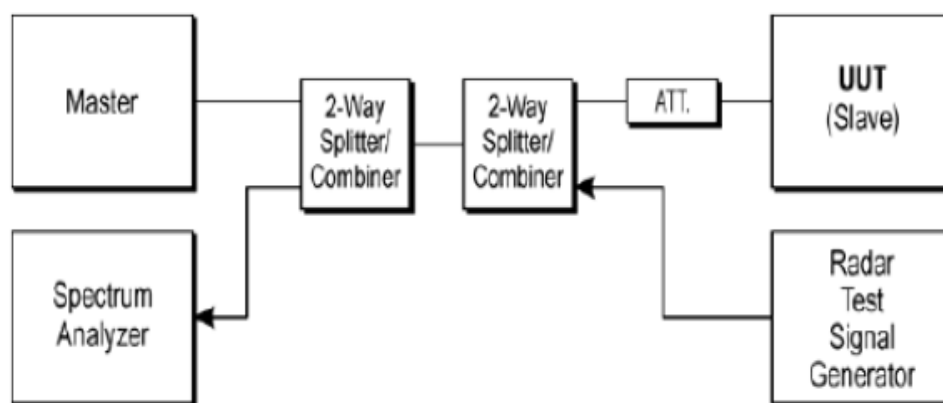 Master
2-Way
Splitter/
Combiner
2-Way
Splitter/
Combiner
ATT.
UUT
(Slave)
Spectrum
Analyzer
Radar
Test
Signal
Generator